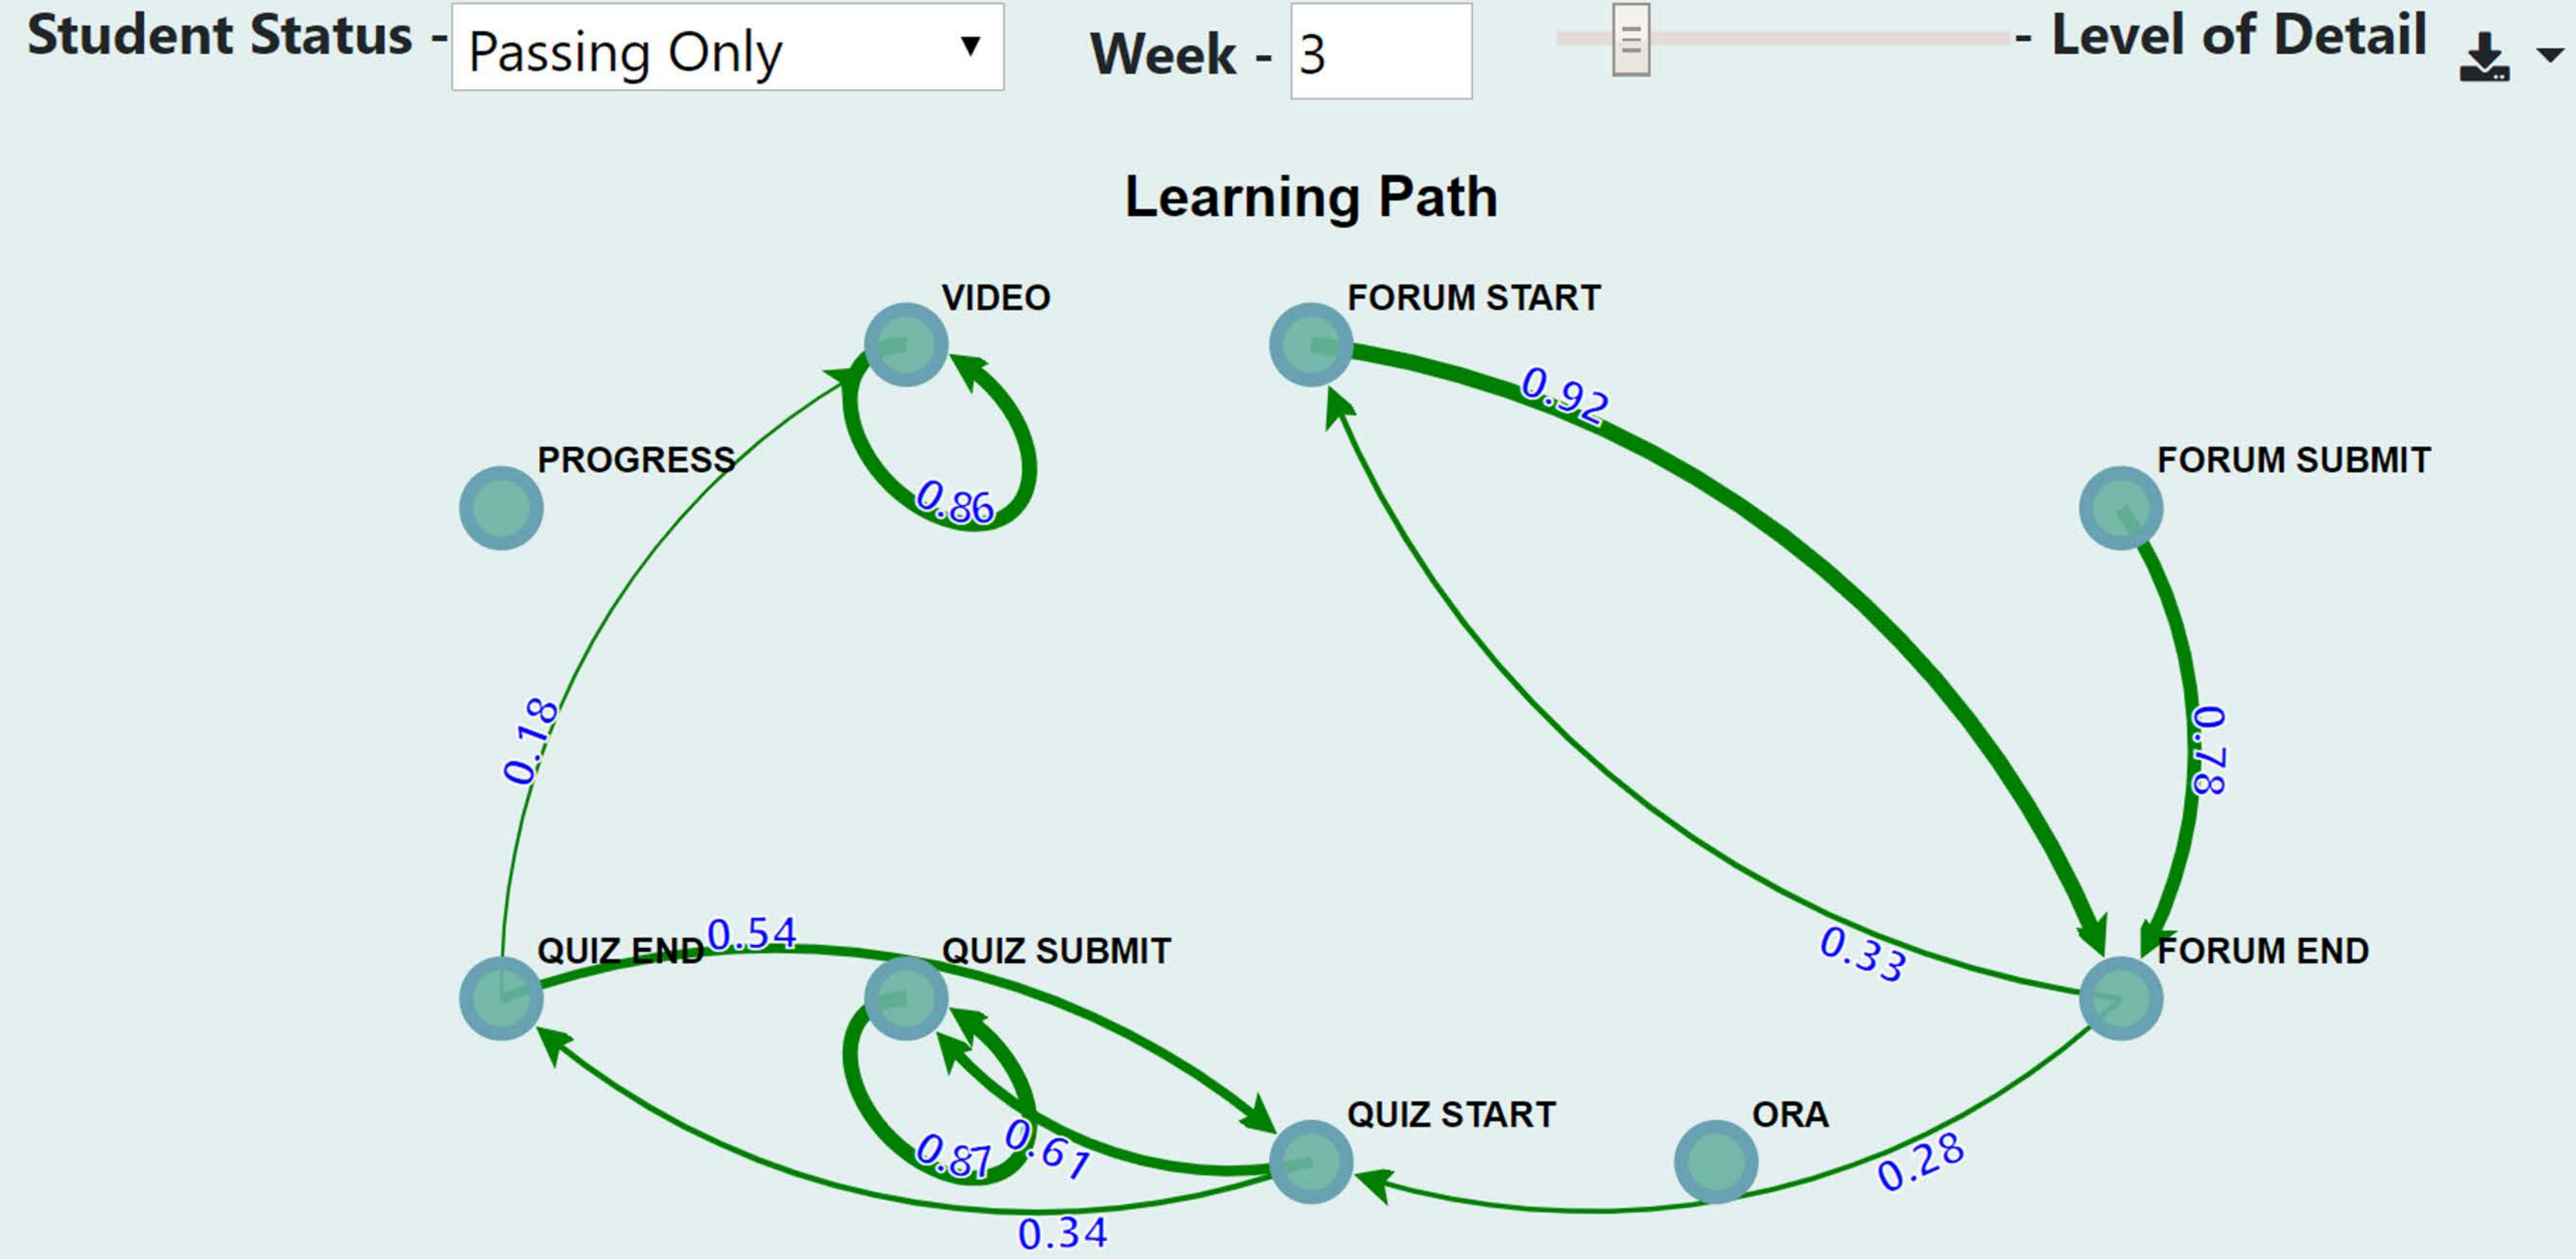 Student Status - Passing Only Week - 3 - Level of Detail
Learning Path
VIDEO
FORUM START
0.92
PROGRESS
FORUM SUBMIT
0.86
0.18
0.78
QUIZ END
0.54
QUIZ SUBMIT
0.33
FORUM END
QUIZ START
ORA
0.87
0.61
0.28
0.34